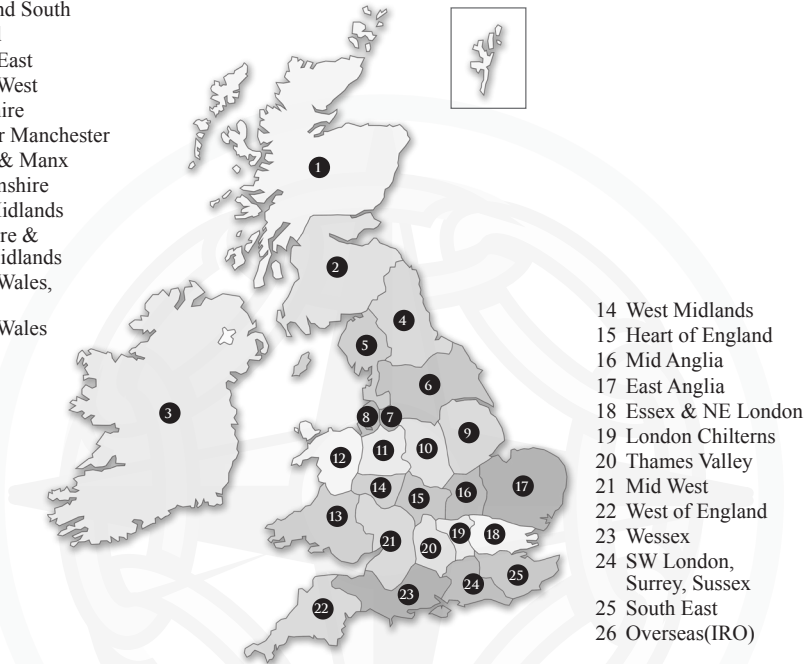 nd South
East
West
ire
r Manchester
& Manx
nshire
idlands
re &
idlands
Wales,
Wales
1
2
3
4
5
6
8 7
9
10
11
12
14
15
16
17
13
18
19
20
21
22
23
24
25
14 West Midlands
15 Heart of England
16 Mid Anglia
17 East Anglia
18 Essex & NE London
19 London Chilterns
20 Thames Valley
21 Mid West
22 West of England
23 Wessex
24 SW London,
Surrey, Sussex
25 South East
26 Overseas(IRO)